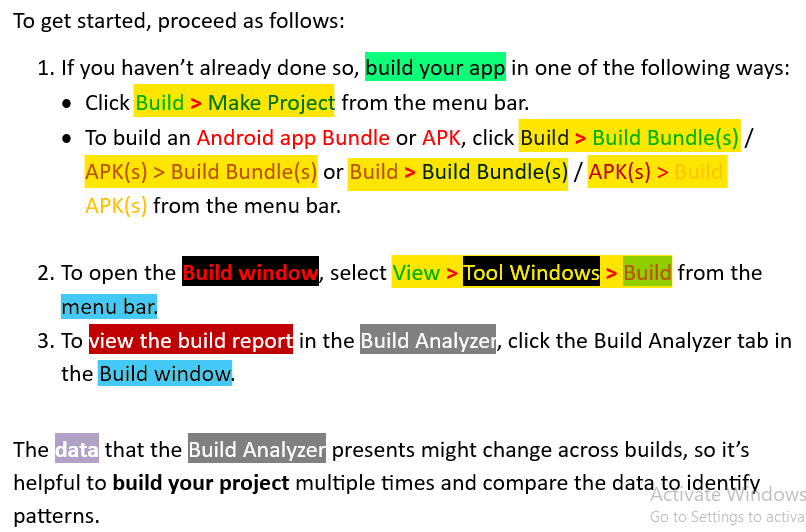 To get started, proceed as follows:
1. If you haven’t already done so, build your app in one of the following ways:
• Click Build > Make Project from the menu bar.
• To build an Android app Bundle or APK, click Build > Build Bundle(s) /
APK(s) > Build Bundle(s) or Build > Build Bundle(s) / APK(s) > Build
APK(s) from the menu bar.
2. To open the Build window, select View > Tool Windows > Build from the
menu bar.
3. To view the build report in the Build Analyzer, click the Build Analyzer tab in
the Build window.
The data that the Build Analyzer presents might change across builds, so it’s
helpful to build your project multiple times and compare the data to identify
patterns.
Activate Windows
Go to Settings to activa